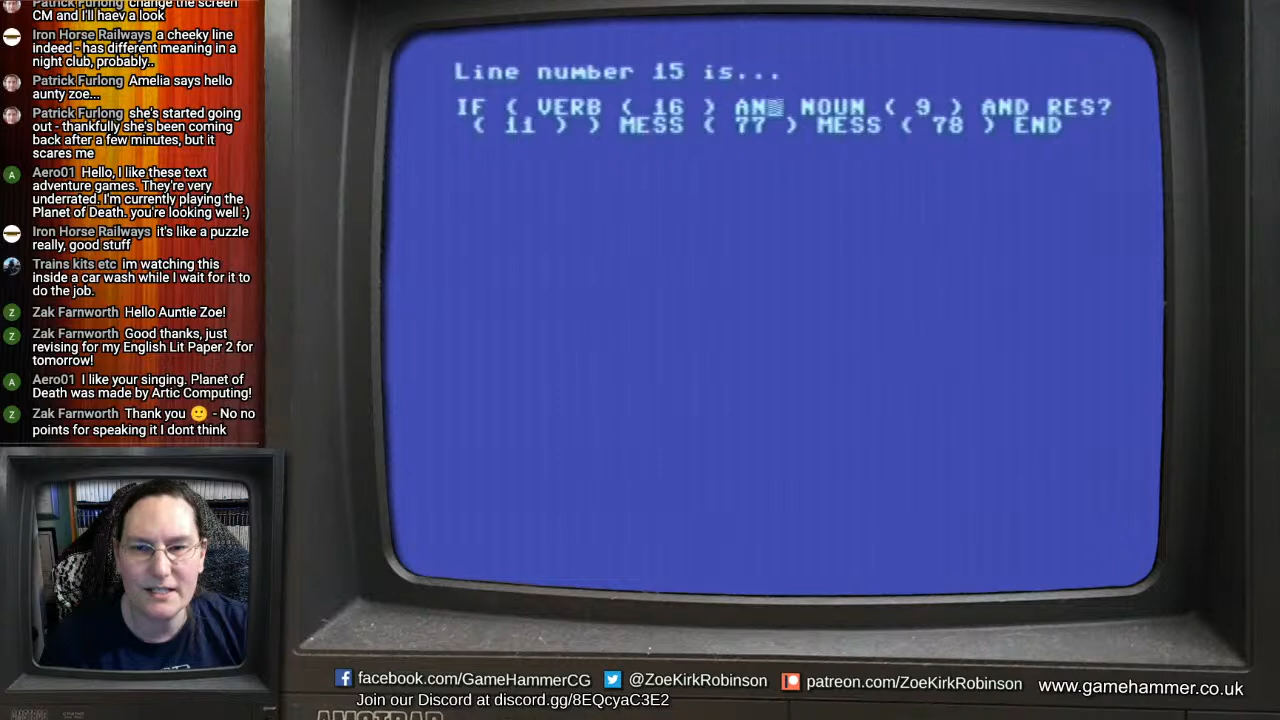 Patrick Furlong change the screen
CM and I'll haev a look
Iron Horse Railways a cheeky line
indeed - has different meaning in a
night club, probably..
Patrick Furlong Amelia says hello
aunty zoe...
Patrick Furlong she's started going
out - thankfully she's been coming
back after a few minutes, but it
scares me
A Aero01 Hello, I like these text
adventure games. They're very
underrated. I'm currently playing the
Planet of Death. you're looking well :)
Iron Horse Railways it's like a puzzle
really, good stuff
Trains kits etc im watching this
inside a car wash while I wait for it to
do the job.
Z Zak Farnworth Hello Auntie Zoe!
Z Zak Farnworth Good thanks, just
revising for my English Lit Paper 2 for
tomorrow!
A Aero01 I like your singing. Planet of
Death was made by Artic Computing!
Z Zak Farnworth Thank you 🙂 - No no
points for speaking it I dont think
Line number 15 is...
IF ( VERB ( 16 ) AN NOUN ( 9 ) AND RES?
( 11 ) ) MESS ( 77 ) MESS ( 78 ) END
facebook.com/GameHammerCG @ZoeKirkRobinson patreon.com/ZoeKirkRobinson www.gamehammer.co.uk
Join our Discord at discord.gg/8EQcyaC3E2
AMSTRAD